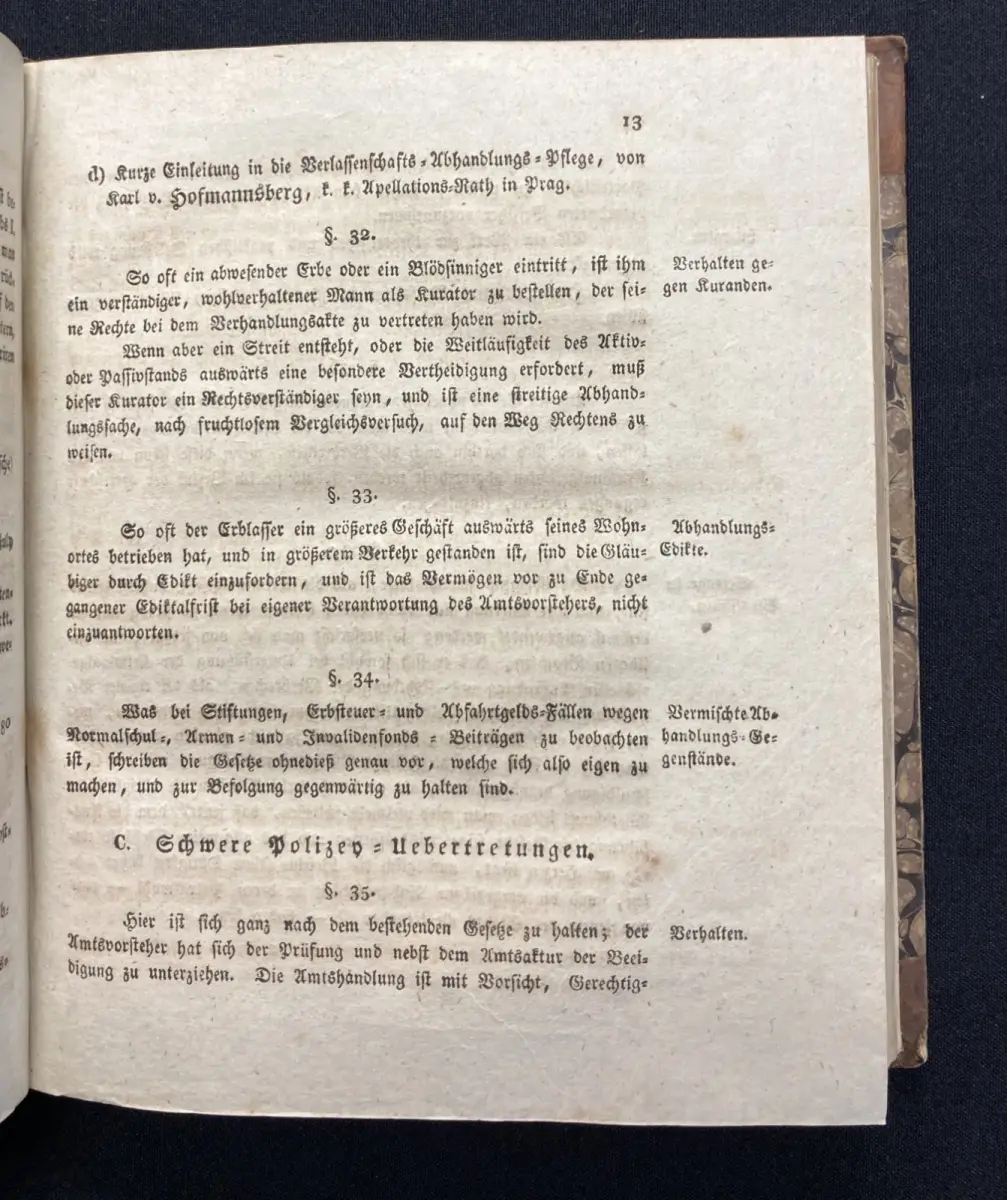 13
d) Kurze Einleitung in die Verlassenschafts-Abhandlungs-Pflege, von
Karl v. Hofmannsberg, k. k. Apellations-Rath in Prag.
§. 32.
So oft ein abwesender Erbe oder ein Blödsinniger eintritt, ist ihm
ein verständiger, wohlverhaltener Mann als Kurator zu bestellen, der sei-
ne Rechte bei dem Verhandlungsakte zu vertreten haben wird.
Verhalten ge-
gen Kuranden.
Wenn aber ein Streit entsteht, oder die Weitläufigkeit des Aktiv-
oder Passivstands auswärts eine besondere Vertheidigung erfordert, muß
dieser Kurator ein Rechtsverständiger seyn, und ist eine streitige Abhand-
lungssache, nach fruchtlosem Vergleichsversuch, auf den Weg Rechtens zu
weisen.
§. 33.
So oft der Erblasser ein größeres Geschäft auswärts seines Wohn-
ortes betrieben hat, und in größerem Verkehr gestanden ist, sind die Gläu-
biger durch Edikt einzufordern, und ist das Vermögen vor zu Ende ge-
gangener Ediktalfrist bei eigener Verantwortung des Amtsvorstehers, nicht
einzuantworten.
Abhandlungs-
Edikte.
§. 34.
Was bei Stiftungen, Erbsteuer- und Abfahrtgelds-Fällen wegen
Normalschul-, Armen- und Invalidenfonds-Beiträgen zu beobachten
ist, schreiben die Gesetze ohnedieß genau vor, welche sich also eigen zu
machen, und zur Befolgung gegenwärtig zu halten sind.
Vermischte Ab-
handlungs-Ge-
genstände.
C. Schwere Polizey-Uebertretungen.
§. 35.
Hier ist sich ganz nach dem bestehenden Gesetze zu halten; der
Amtsvorsteher hat sich der Prüfung und nebst dem Amtsaktur der Beei-
digung zu unterziehen. Die Amtshandlung ist mit Vorsicht, Gerechtig-
Verhalten.